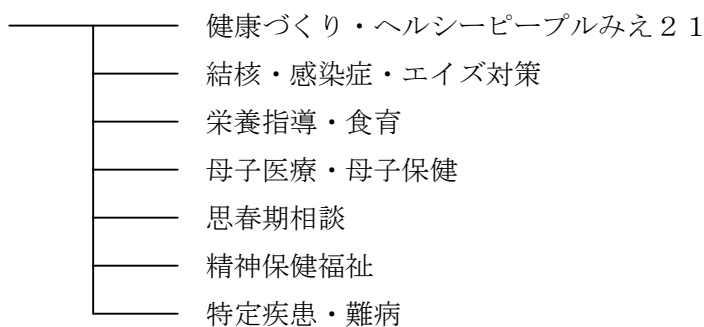 健康づくり・ヘルシーピープルみえ２１
結核・感染症・エイズ対策
栄養指導・食育
母子医療・母子保健
思春期相談
精神保健福祉
特定疾患・難病